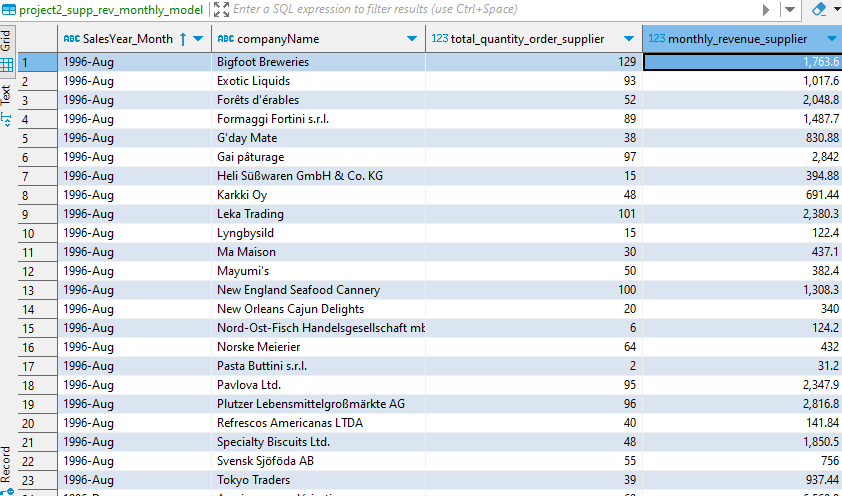 project2_supp_rev_monthly_model Enter a SQL expression to filter results (use Ctrl+Space)
Grid
Text
Record
ABC SalesYear_Month ABC companyName 123 total_quantity_order_supplier 123 monthly_revenue_supplier
1 1996-Aug Bigfoot Breweries 129 1,763.6
2 1996-Aug Exotic Liquids 93 1,017.6
3 1996-Aug Forêts d'érables 52 2,048.8
4 1996-Aug Formaggi Fortini s.r.l. 89 1,487.7
5 1996-Aug G'day Mate 38 830.88
6 1996-Aug Gai pâturage 97 2,842
7 1996-Aug Heli Süßwaren GmbH & Co. KG 15 394.88
8 1996-Aug Karkki Oy 48 691.44
9 1996-Aug Leka Trading 101 2,380.3
10 1996-Aug Lyngbysild 15 122.4
11 1996-Aug Ma Maison 30 437.1
12 1996-Aug Mayumi's 50 382.4
13 1996-Aug New England Seafood Cannery 100 1,308.3
14 1996-Aug New Orleans Cajun Delights 20 340
15 1996-Aug Nord-Ost-Fisch Handelsgesellschaft mb 6 124.2
16 1996-Aug Norske Meierier 64 432
17 1996-Aug Pasta Buttini s.r.l. 2 31.2
18 1996-Aug Pavlova Ltd. 95 2,347.9
19 1996-Aug Plutzer Lebensmittelgroßmärkte AG 96 2,816.8
20 1996-Aug Refrescos Americanas LTDA 40 141.84
21 1996-Aug Specialty Biscuits Ltd. 48 1,850.5
22 1996-Aug Svensk Sjöföda AB 55 756
23 1996-Aug Tokyo Traders 39 937.44